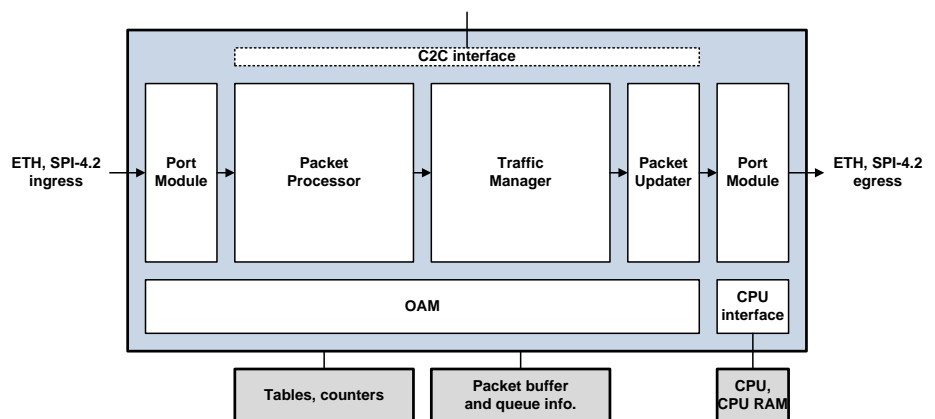 C2C interface
ETH, SPI-4.2
ingress
Port
Module
Packet
Processor
Traffic
Manager
Packet
Updater
Port
Module
ETH, SPI-4.2
egress
OAM
CPU
interface
Tables, counters
Packet buffer
and queue info.
CPU,
CPU RAM